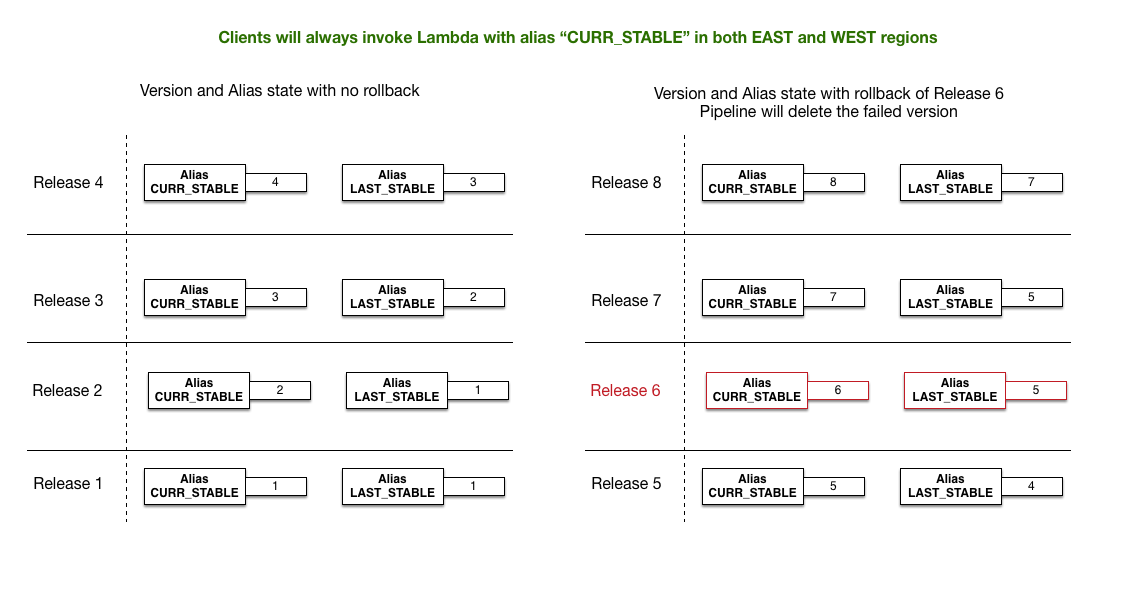 Clients will always invoke Lambda with alias “CURR_STABLE” in both EAST and WEST regions
Version and Alias state with no rollback
Release 4
Alias
CURR_STABLE
4
Alias
LAST_STABLE
3
Release 3
Alias
CURR_STABLE
3
Alias
LAST_STABLE
2
Release 2
Alias
CURR_STABLE
2
Alias
LAST_STABLE
1
Release 1
Alias
CURR_STABLE
1
Alias
LAST_STABLE
1
Version and Alias state with rollback of Release 6
Pipeline will delete the failed version
Release 8
Alias
CURR_STABLE
8
Alias
LAST_STABLE
7
Release 7
Alias
CURR_STABLE
7
Alias
LAST_STABLE
5
Release 6
Alias
CURR_STABLE
6
Alias
LAST_STABLE
5
Release 5
Alias
CURR_STABLE
5
Alias
LAST_STABLE
4